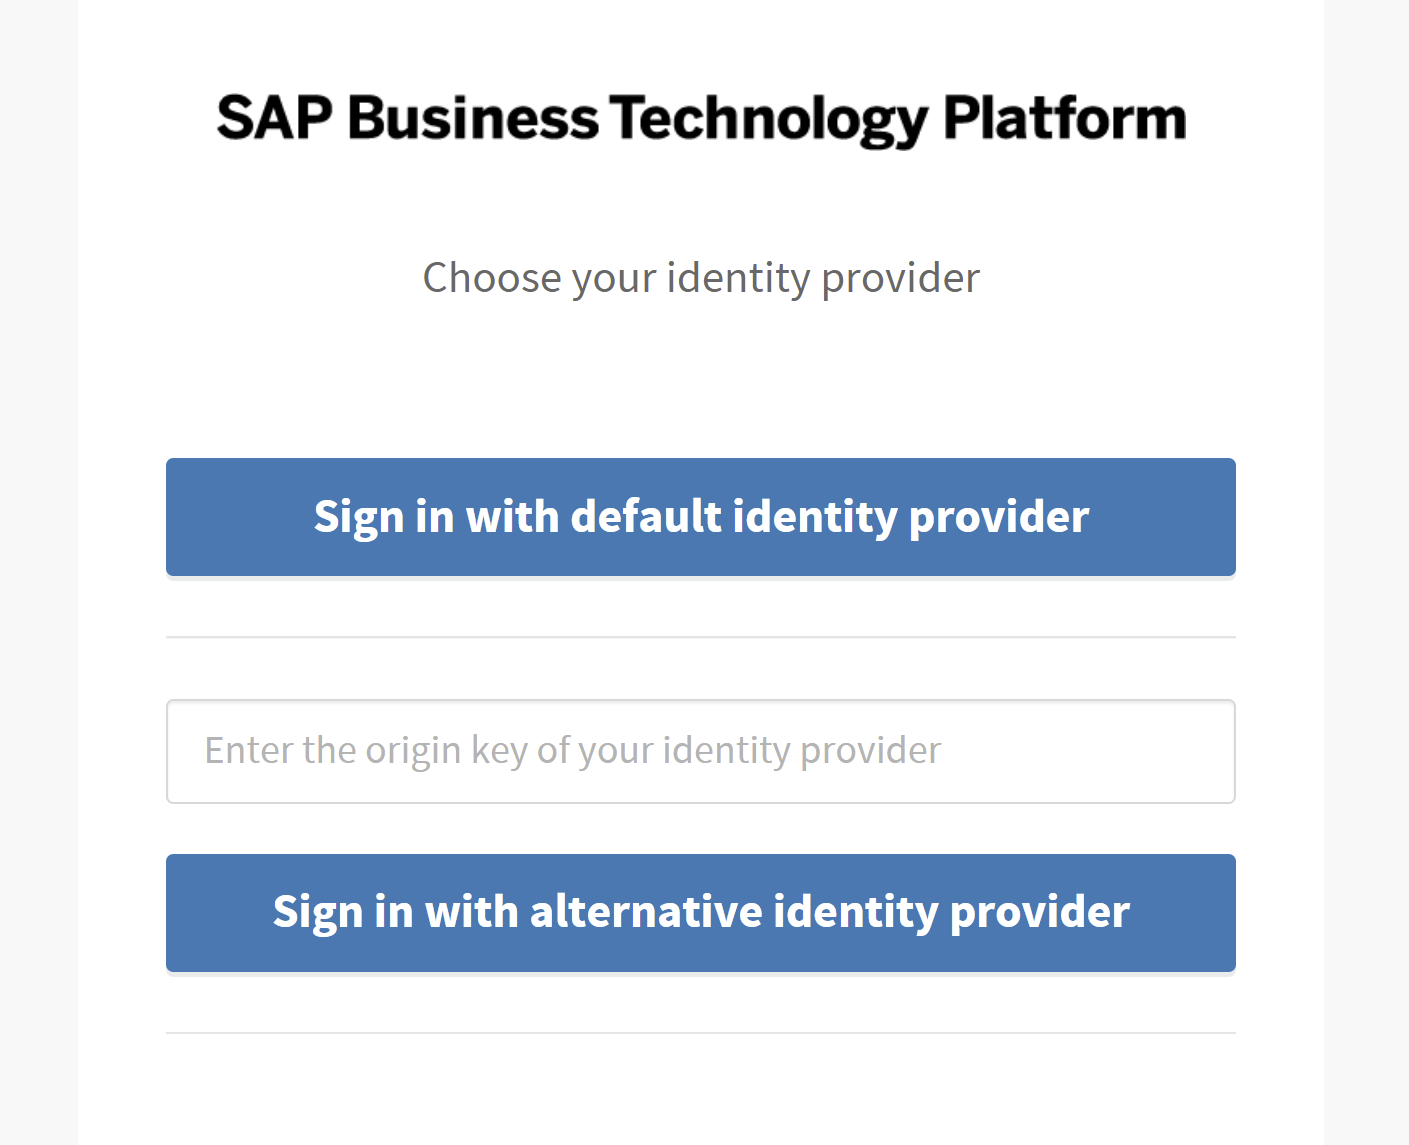 SAP Business Technology Platform
Choose your identity provider
Sign in with default identity provider
Enter the origin key of your identity provider
Sign in with alternative identity provider